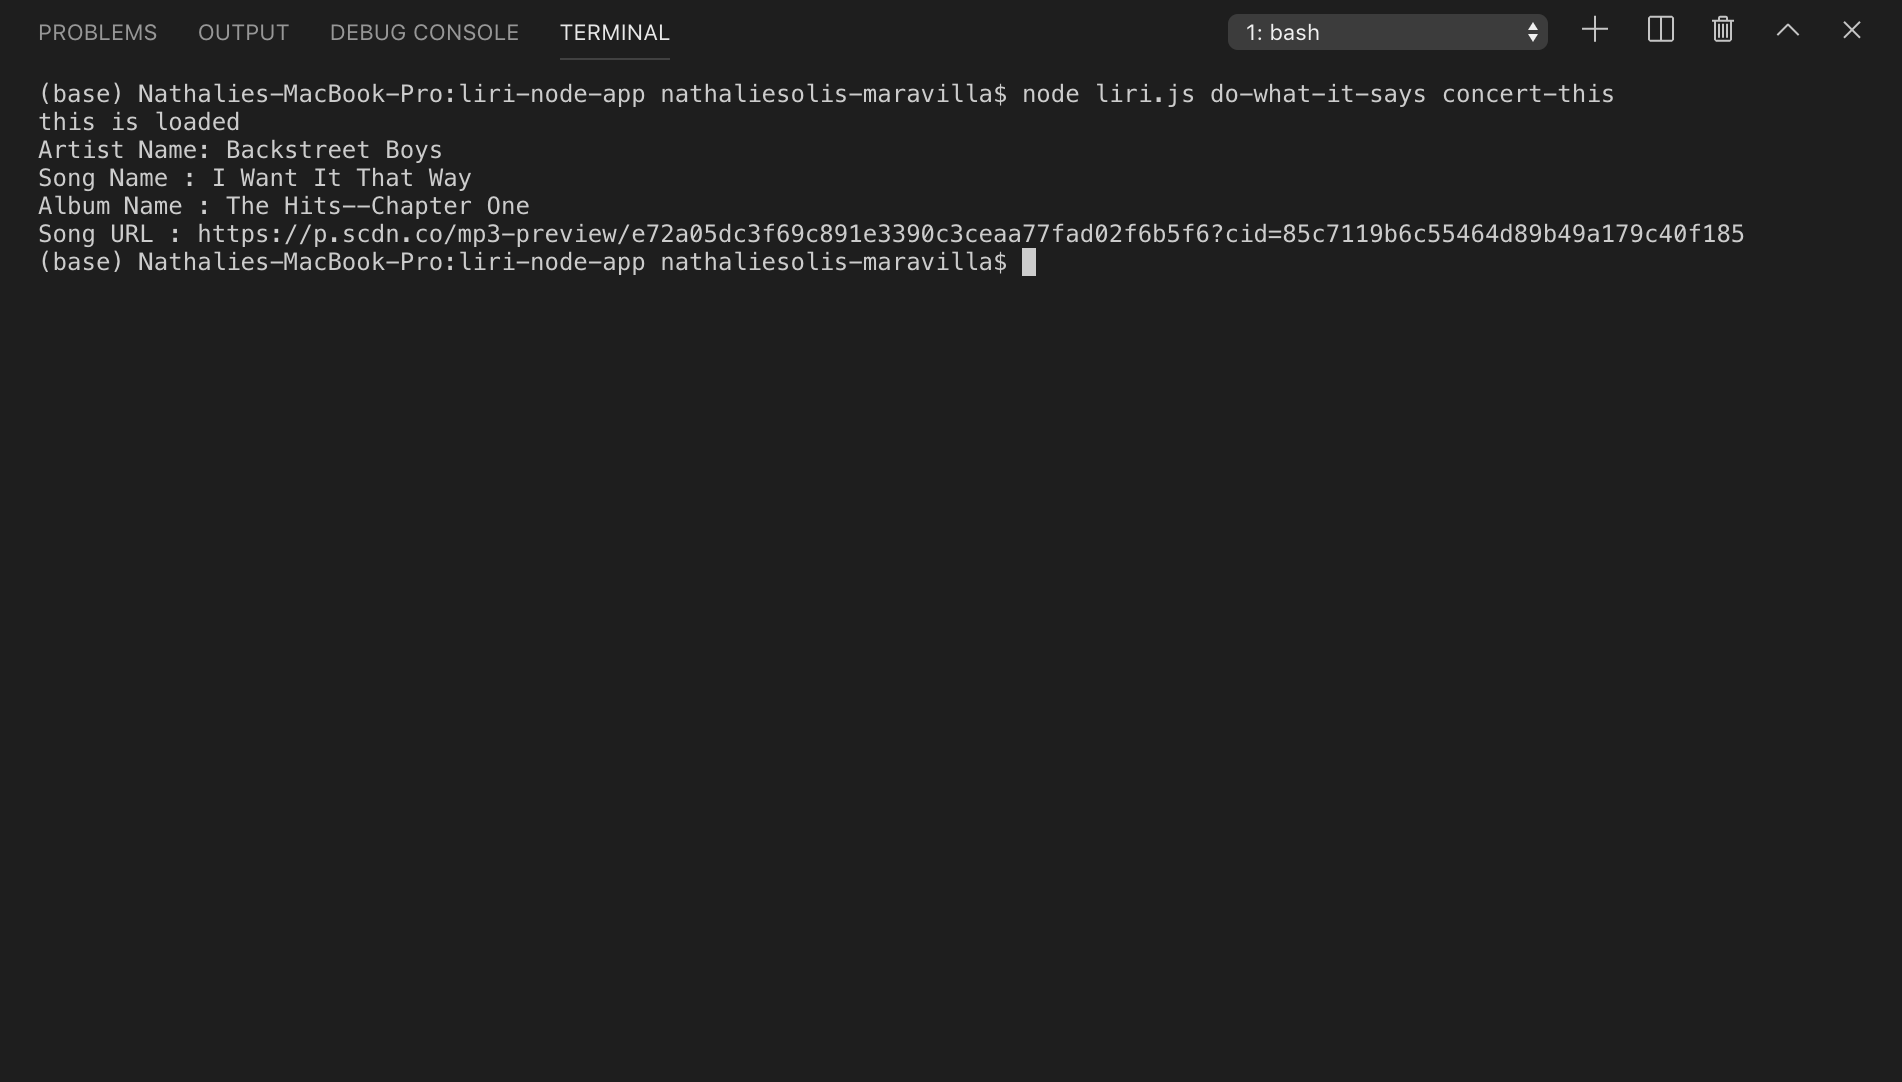 PROBLEMS OUTPUT DEBUG CONSOLE TERMINAL 1: bash
(base) Nathalies-MacBook-Pro:liri-node-app nathaliesolis-maravilla$ node liri.js do-what-it-says concert-this
this is loaded
Artist Name: Backstreet Boys
Song Name : I Want It That Way
Album Name : The Hits--Chapter One
Song URL : https://p.scdn.co/mp3-preview/e72a05dc3f69c891e3390c3ceaa77fad02f6b5f6?cid=85c7119b6c55464d89b49a179c40f185
(base) Nathalies-MacBook-Pro:liri-node-app nathaliesolis-maravilla$